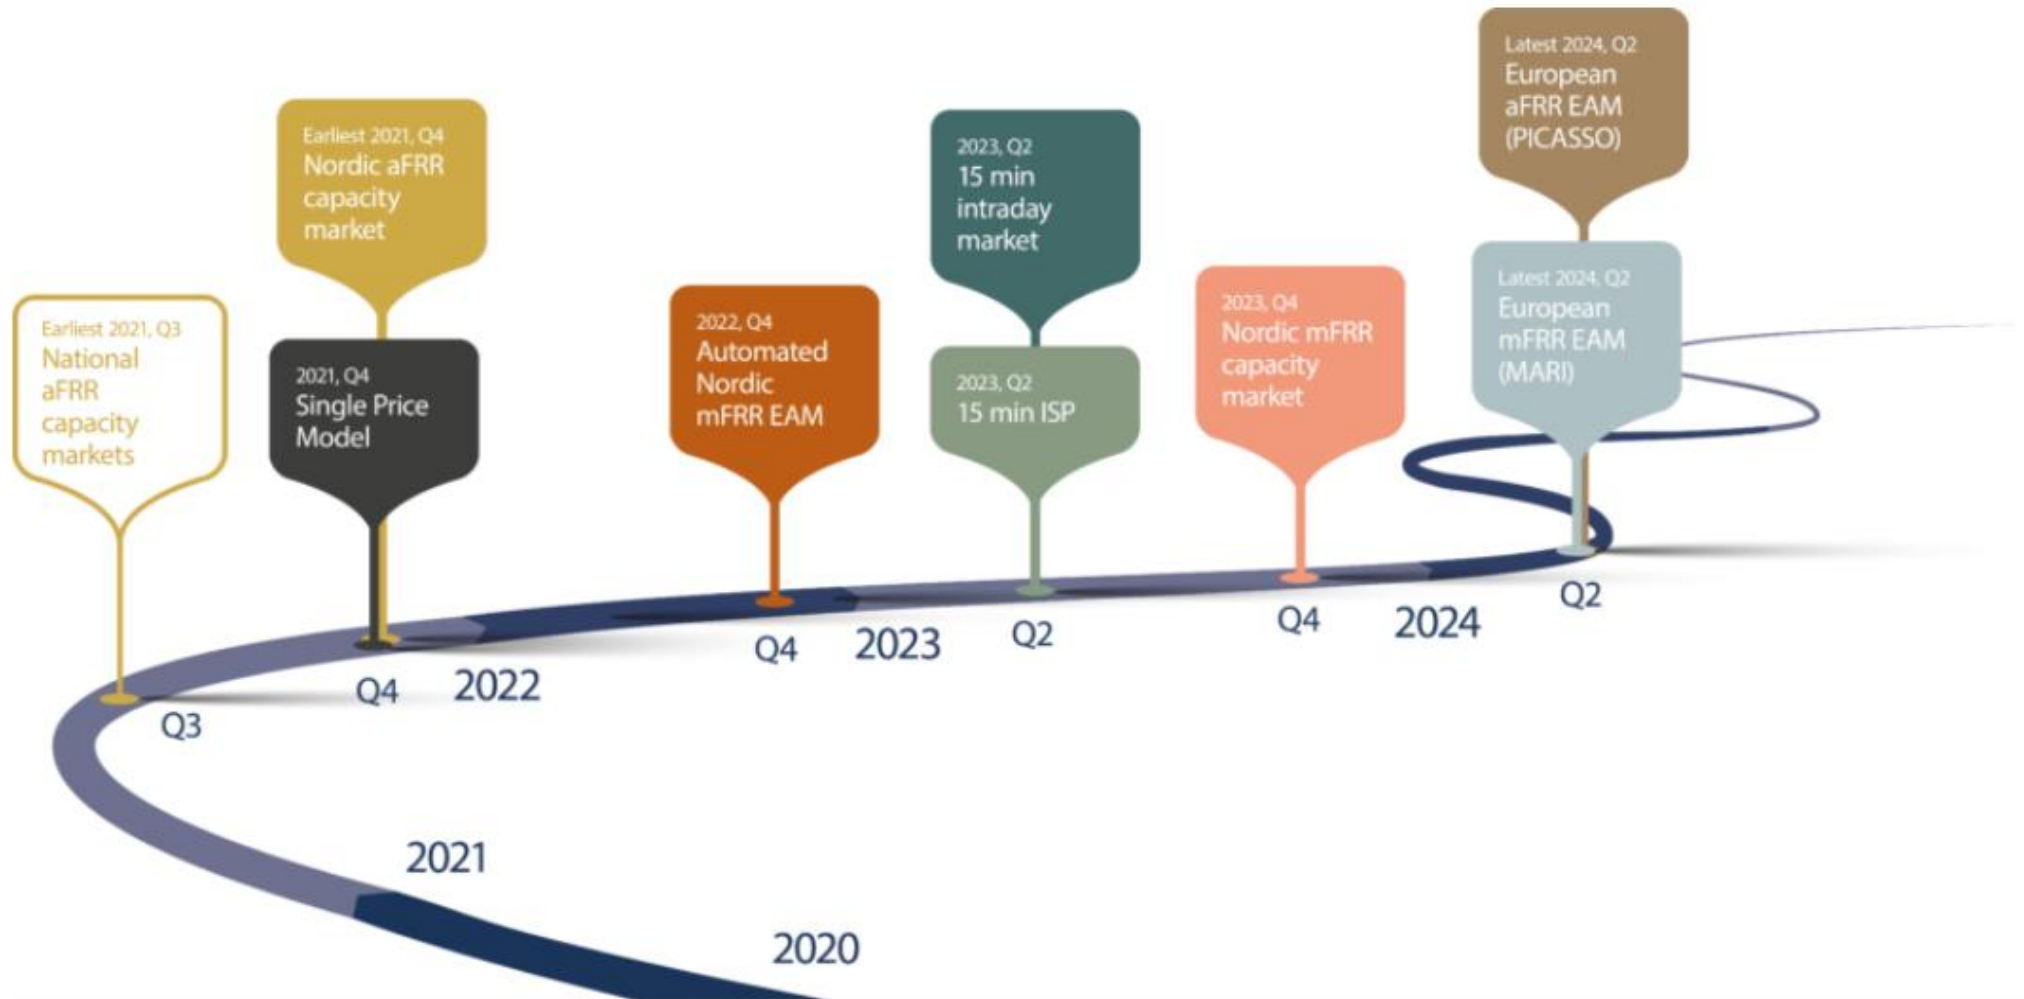 Earliest 2021, Q3
National
aFRR
capacity
markets
Earliest 2021, Q4
Nordic aFRR
capacity
market
2021, Q4
Single Price
Model
2022, Q4
Automated
Nordic
mFRR EAM
2023, Q2
15 min
intraday
market
2023, Q2
15 min ISP
2023, Q4
Nordic mFRR
capacity
market
Latest 2024, Q2
European
aFRR EAM
(PICASSO)
Latest 2024, Q2
European
mFRR EAM
(MARI)
Q3
Q4
2022
Q4
2023
Q2
Q4
2024
Q2
2021
2020